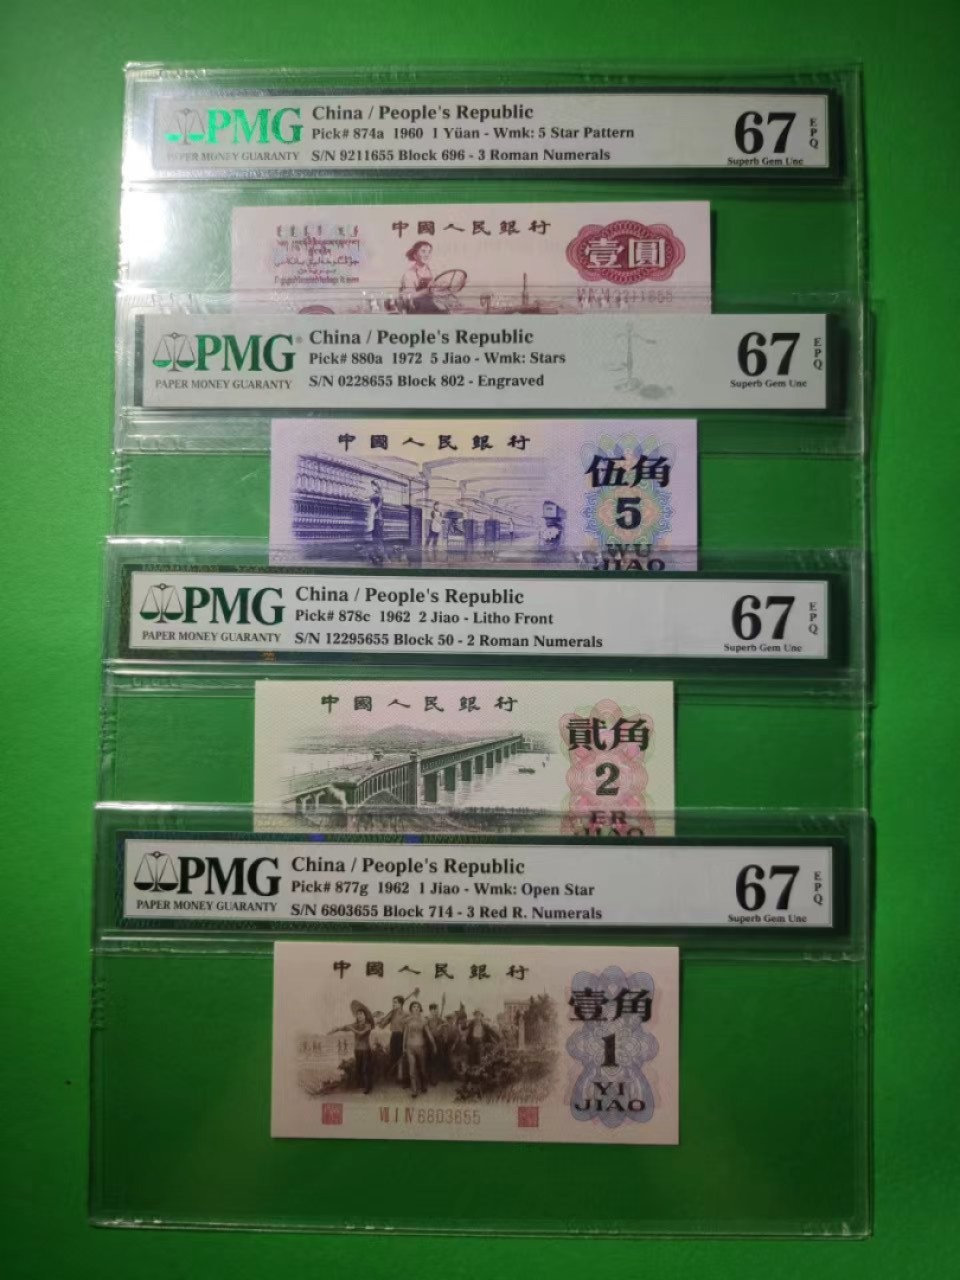 PMG
PAPER MONEY GUARANTY
China / People's Republic
Pick# 874a 1960 1 Yüan - Wmk: 5 Star Pattern
S/N 9211655 Block 696 - 3 Roman Numerals
67
EPQ
Superb Gem Unc
中國人民銀行
壹圓
PMG
PAPER MONEY GUARANTY
China / People's Republic
Pick# 880a 1972 5 Jiao - Wmk: Stars
S/N 0228655 Block 802 - Engraved
67
EPQ
Superb Gem Unc
中國人民銀行
伍角
5
WU
JIAO
PMG
PAPER MONEY GUARANTY
China / People's Republic
Pick# 878c 1962 2 Jiao - Litho Front
S/N 12295655 Block 50 - 2 Roman Numerals
67
EPQ
Superb Gem Unc
中國人民銀行
貳角
2
ER
JIAO
PMG
PAPER MONEY GUARANTY
China / People's Republic
Pick# 877g 1962 1 Jiao - Wmk: Open Star
S/N 6803655 Block 714 - 3 Red R. Numerals
67
EPQ
Superb Gem Unc
中國人民銀行
壹角
1
YI
JIAO
VII I IV 6803655